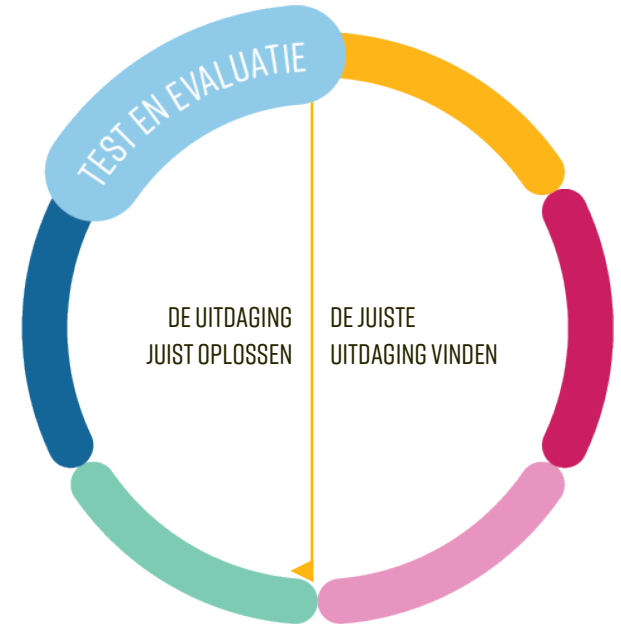 TEST EN EVALUATIE
DE UITDAGING
JUIST OPLOSSEN
DE JUISTE
UITDAGING VINDEN